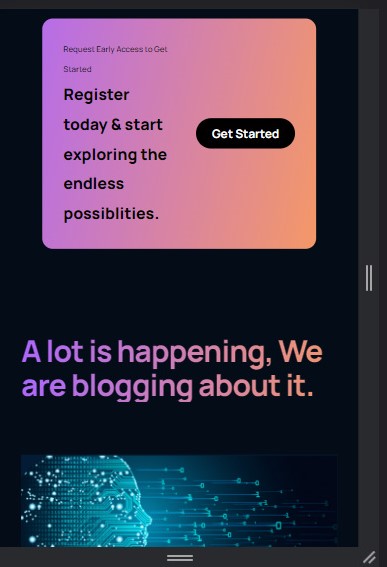 Request Early Access to Get
Started
Register
today & start
exploring the
endless
possiblities.
Get Started
A lot is happening, We
are blogging about it.